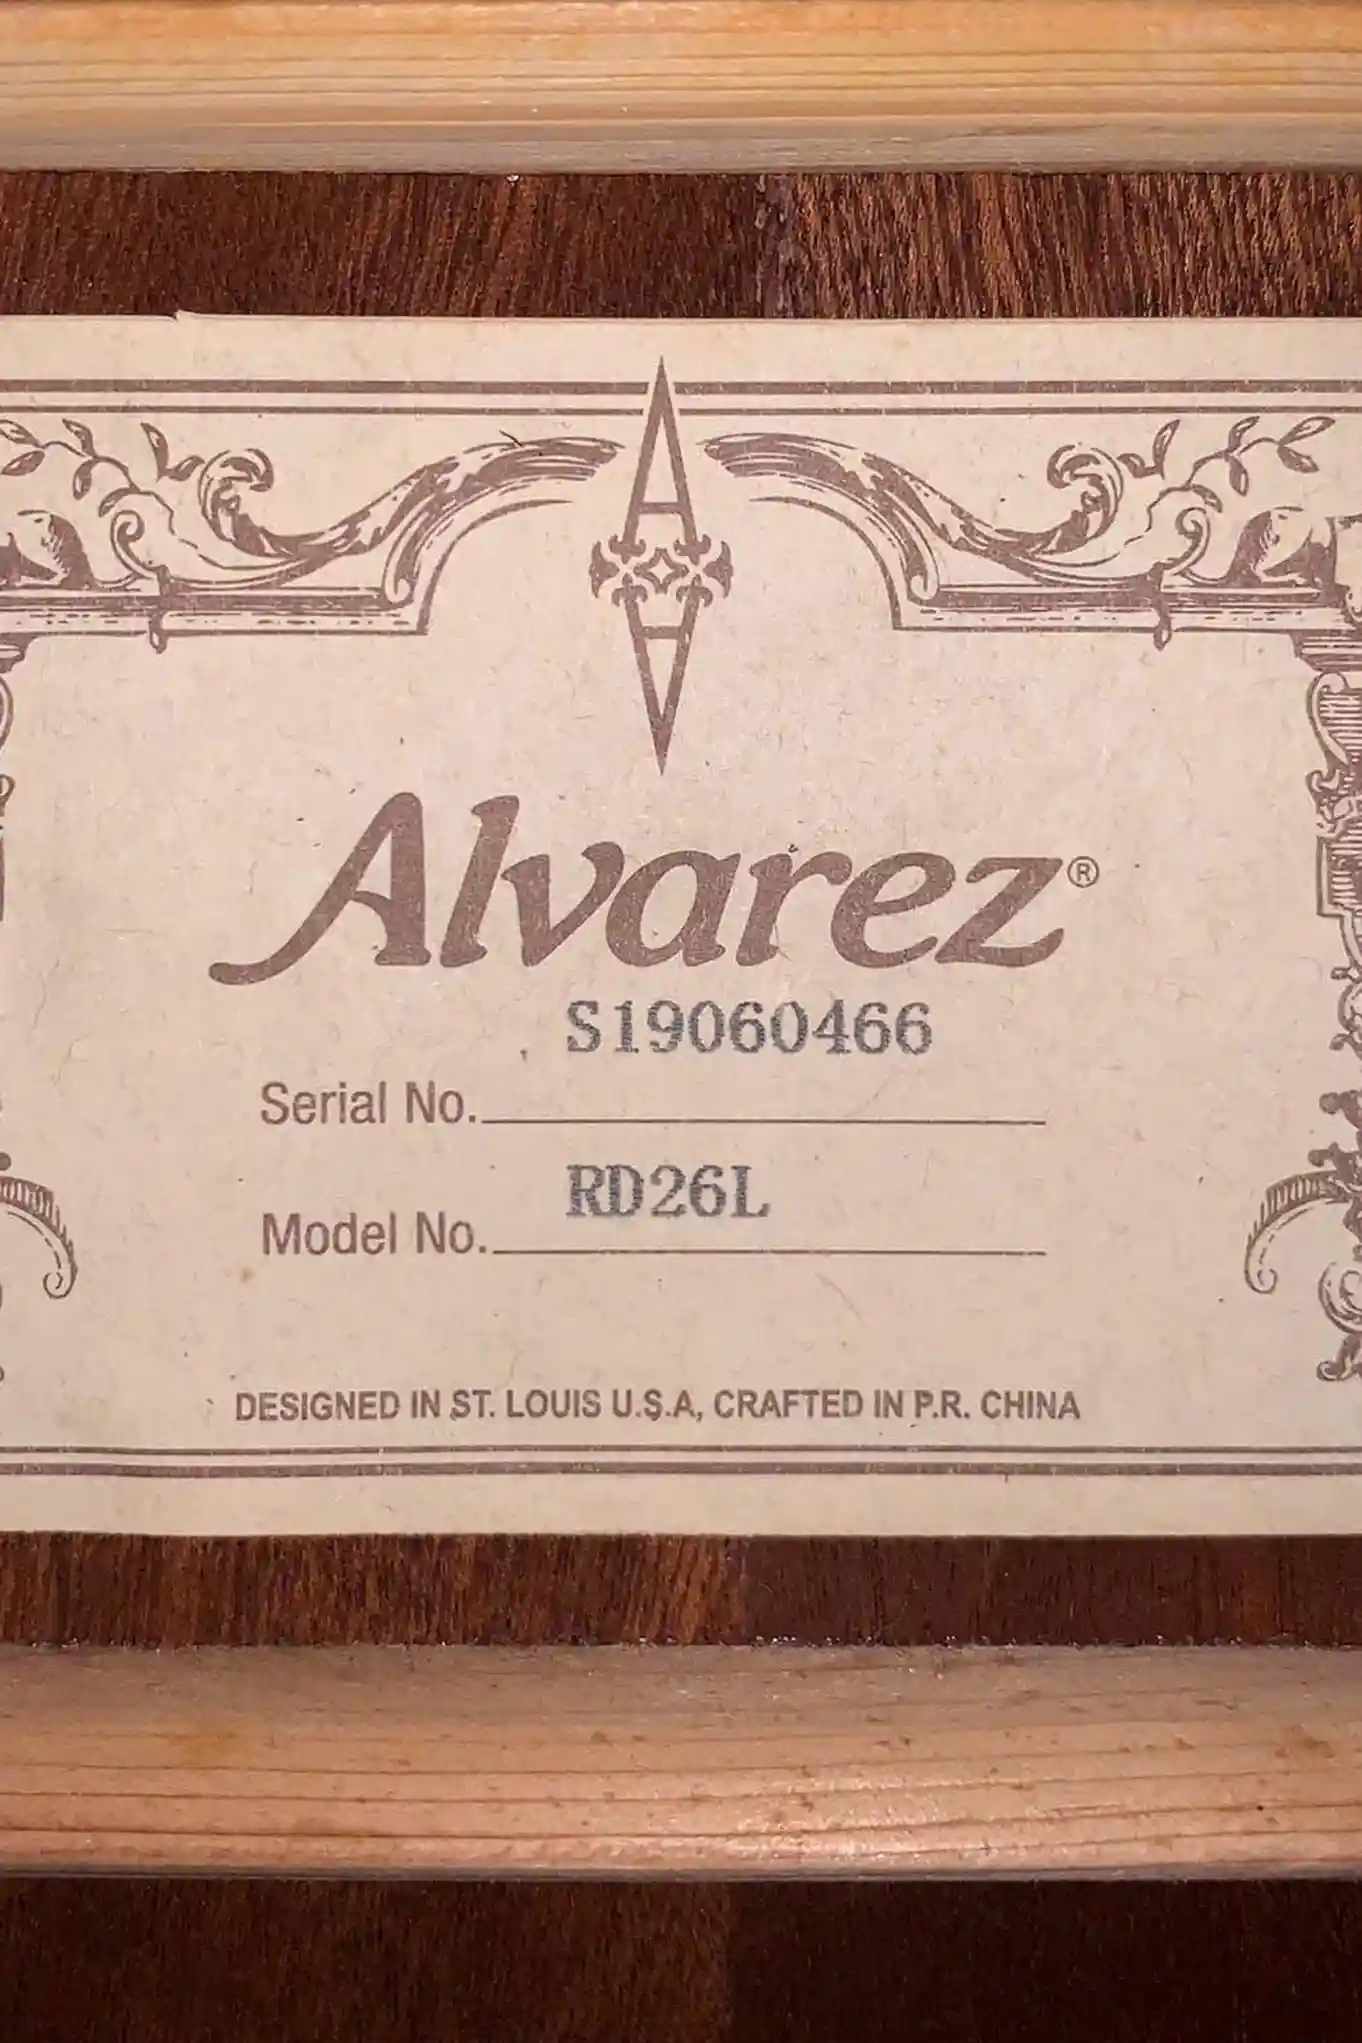 Alvarez®
S19060466
Serial No.
RD26L
Model No.
DESIGNED IN ST. LOUIS U.S.A, CRAFTED IN P.R. CHINA